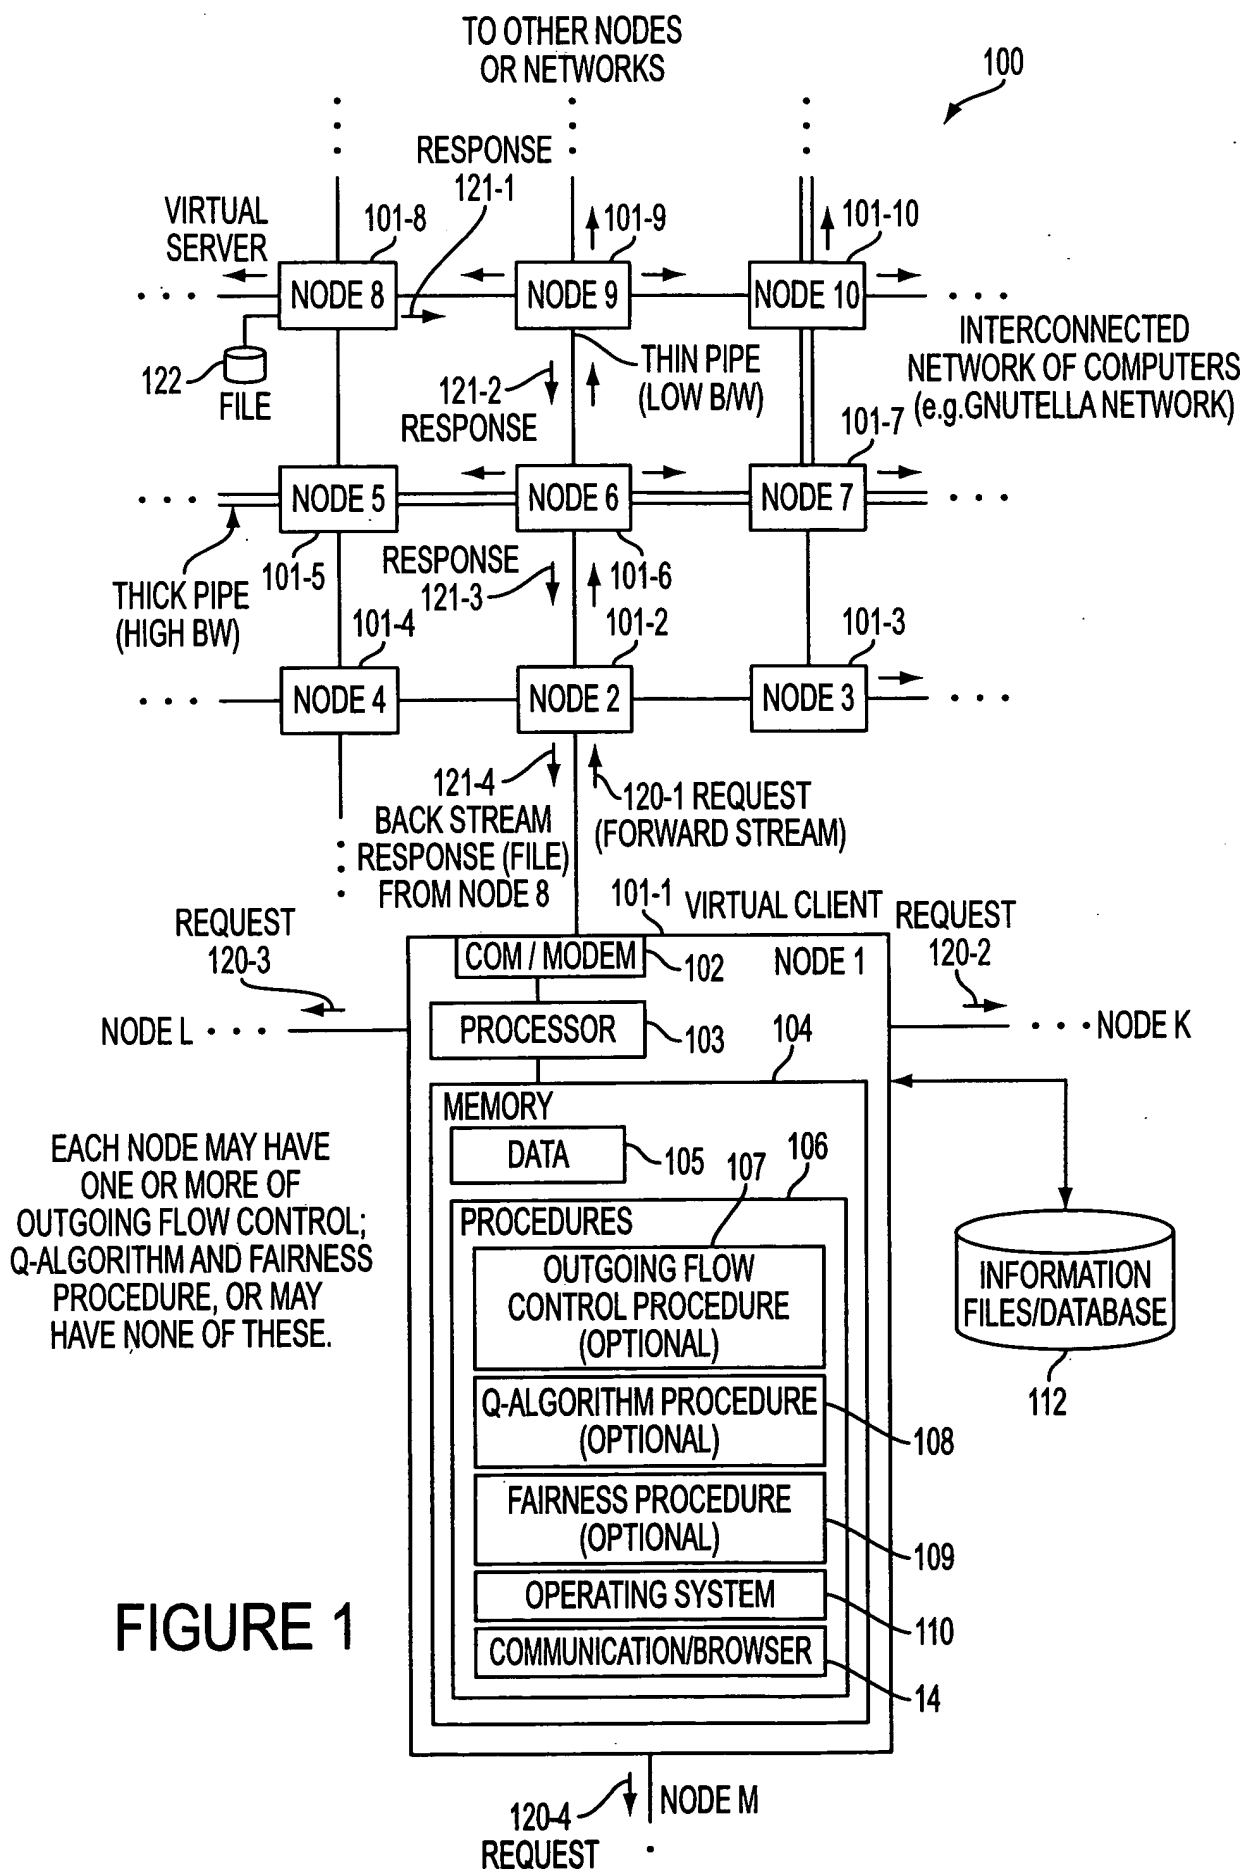 TO OTHER NODES
OR NETWORKS
100
RESPONSE
121-1
VIRTUAL
SERVER
101-8
101-9
101-10
NODE 8
NODE 9
NODE 10
122
FILE
121-2
RESPONSE
THIN PIPE
(LOW B/W)
INTERCONNECTED
NETWORK OF COMPUTERS
(e.g.GNUTELLA NETWORK)
101-7
NODE 5
NODE 6
NODE 7
101-5
RESPONSE
121-3
101-6
THICK PIPE
(HIGH BW)
101-4
101-2
101-3
NODE 4
NODE 2
NODE 3
121-4
BACK STREAM
RESPONSE (FILE)
FROM NODE 8
120-1 REQUEST
(FORWARD STREAM)
101-1
VIRTUAL CLIENT
REQUEST
120-3
REQUEST
120-2
COM / MODEM
102
NODE 1
NODE L
PROCESSOR
103
NODE K
104
MEMORY
DATA
105
106
107
EACH NODE MAY HAVE
ONE OR MORE OF
OUTGOING FLOW CONTROL;
Q-ALGORITHM AND FAIRNESS
PROCEDURE, OR MAY
HAVE NONE OF THESE.
PROCEDURES
OUTGOING FLOW
CONTROL PROCEDURE
(OPTIONAL)
INFORMATION
FILES/DATABASE
112
Q-ALGORITHM PROCEDURE
(OPTIONAL)
108
FAIRNESS PROCEDURE
(OPTIONAL)
109
OPERATING SYSTEM
110
COMMUNICATION/BROWSER
14
FIGURE 1
120-4
REQUEST
NODE M